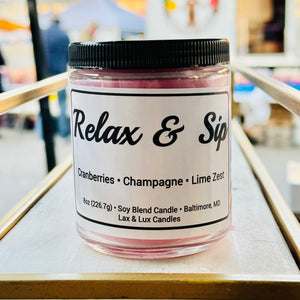 Relax & Sip
Cranberries • Champagne • Lime Zest
8oz (226.7g) • Soy Blend Candle • Baltimore, MD
Lax & Lux Candles